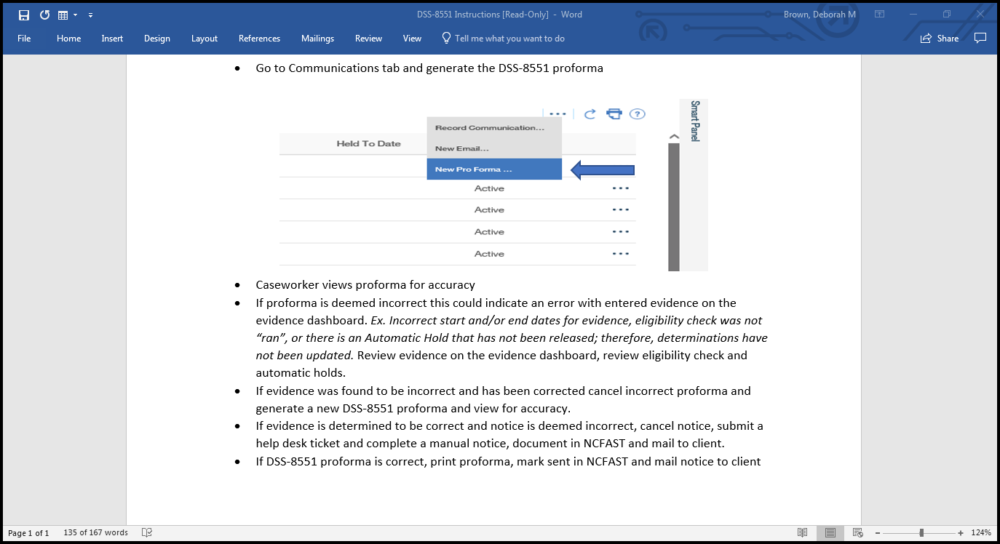 DSS-8551 Instructions [Read-Only] - Word
Brown, Deborah M
File Home Insert Design Layout References Mailings Review View Tell me what you want to do Share
• Go to Communications tab and generate the DSS-8551 proforma
Smart Panel
Record Communication...
Held To Date
New Email...
New Pro Forma ...
Active
Active
Active
Active
• Caseworker views proforma for accuracy
• If proforma is deemed incorrect this could indicate an error with entered evidence on the
evidence dashboard. Ex. Incorrect start and/or end dates for evidence, eligibility check was not
“ran”, or there is an Automatic Hold that has not been released; therefore, determinations have
not been updated. Review evidence on the evidence dashboard, review eligibility check and
automatic holds.
• If evidence was found to be incorrect and has been corrected cancel incorrect proforma and
generate a new DSS-8551 proforma and view for accuracy.
• If evidence is determined to be correct and notice is deemed incorrect, cancel notice, submit a
help desk ticket and complete a manual notice, document in NCFAST and mail to client.
• If DSS-8551 proforma is correct, print proforma, mark sent in NCFAST and mail notice to client
Page 1 of 1 135 of 167 words 124%